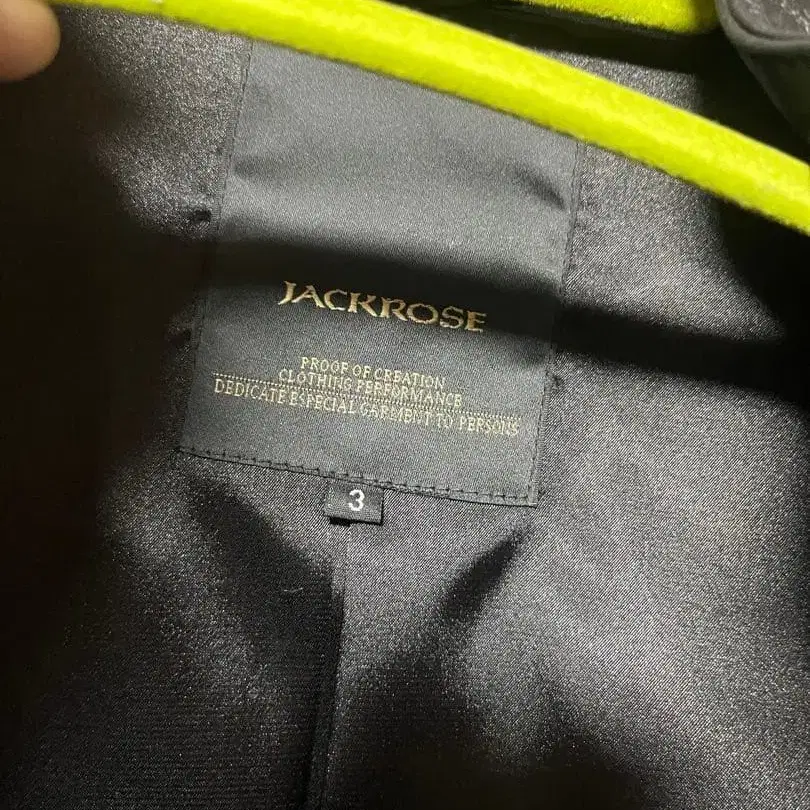 JACKROSE
PROOF OF CREATION
CLOTHING PERFORMANCE
DEDICATE ESPECIAL GARMENT TO PERSONS
3